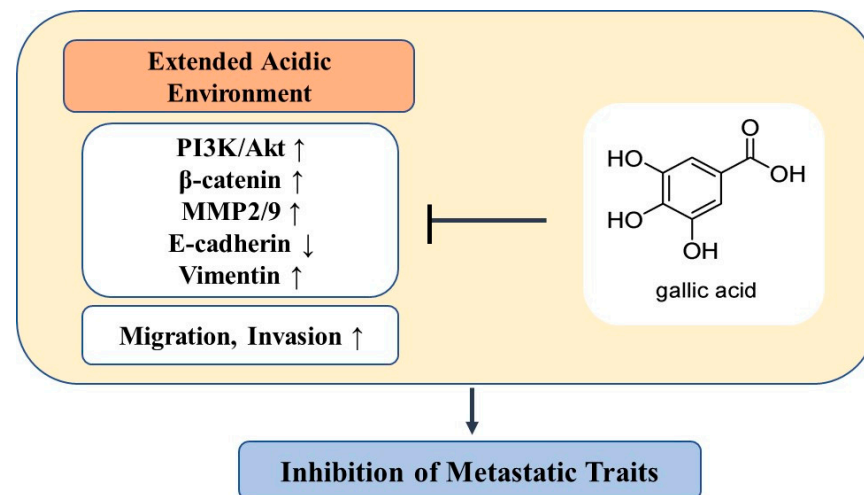 Extended Acidic
Environment
PI3K/Akt ↑
β-catenin ↑
MMP2/9 ↑
E-cadherin ↓
Vimentin ↑
Migration, Invasion ↑
O
HO
OH
HO
OH
gallic acid
Inhibition of Metastatic Traits